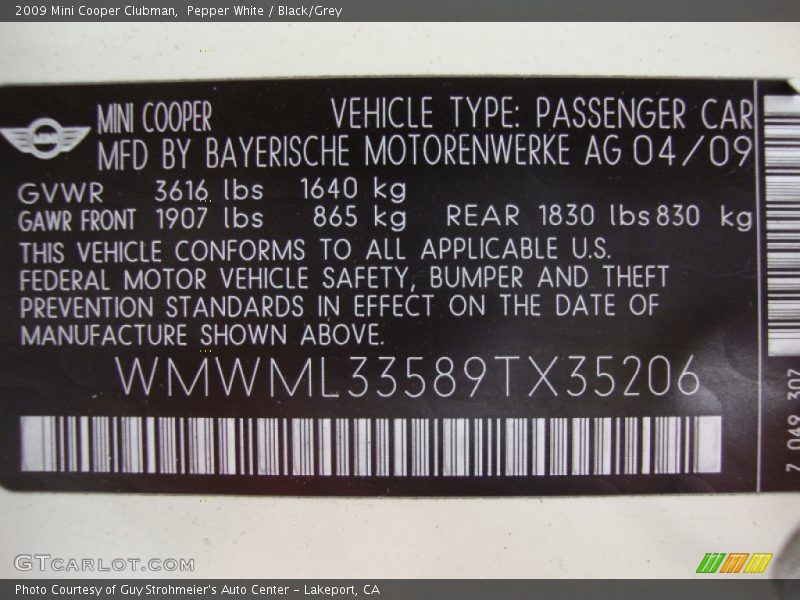 2009 Mini Cooper Clubman,  Pepper White / Black/Grey
MINI COOPER VEHICLE TYPE: PASSENGER CAR
MINI
MFD BY BAYERISCHE MOTORENWERKE AG 04/09
GVWR 3616 lbs 1640 kg
GAWR FRONT 1907 lbs 865 kg REAR 1830 lbs 830 kg
THIS VEHICLE CONFORMS TO ALL APPLICABLE U.S.
FEDERAL MOTOR VEHICLE SAFETY, BUMPER AND THEFT
PREVENTION STANDARDS IN EFFECT ON THE DATE OF
MANUFACTURE SHOWN ABOVE.
WMWML33589TX35206
7 049 307
GTCARLOT.COM
Photo Courtesy of Guy Strohmeier's Auto Center - Lakeport, CA